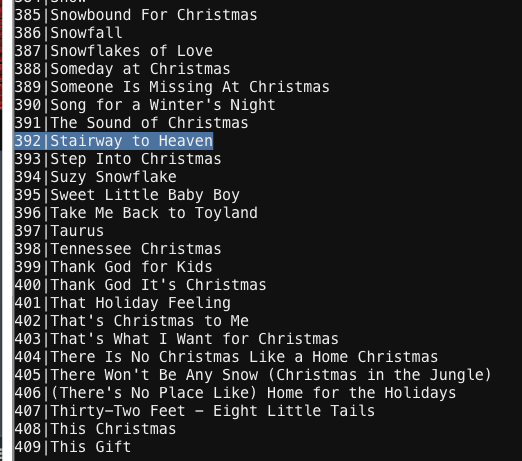 385|Snowbound For Christmas
386|Snowfall
387|Snowflakes of Love
388|Someday at Christmas
389|Someone Is Missing At Christmas
390|Song for a Winter's Night
391|The Sound of Christmas
392|Stairway to Heaven
393|Step Into Christmas
394|Suzy Snowflake
395|Sweet Little Baby Boy
396|Take Me Back to Toyland
397|Taurus
398|Tennessee Christmas
399|Thank God for Kids
400|Thank God It's Christmas
401|That Holiday Feeling
402|That's Christmas to Me
403|That's What I Want for Christmas
404|There Is No Christmas Like a Home Christmas
405|There Won't Be Any Snow (Christmas in the Jungle)
406|(There's No Place Like) Home for the Holidays
407|Thirty–Two Feet – Eight Little Tails
408|This Christmas
409|This Gift